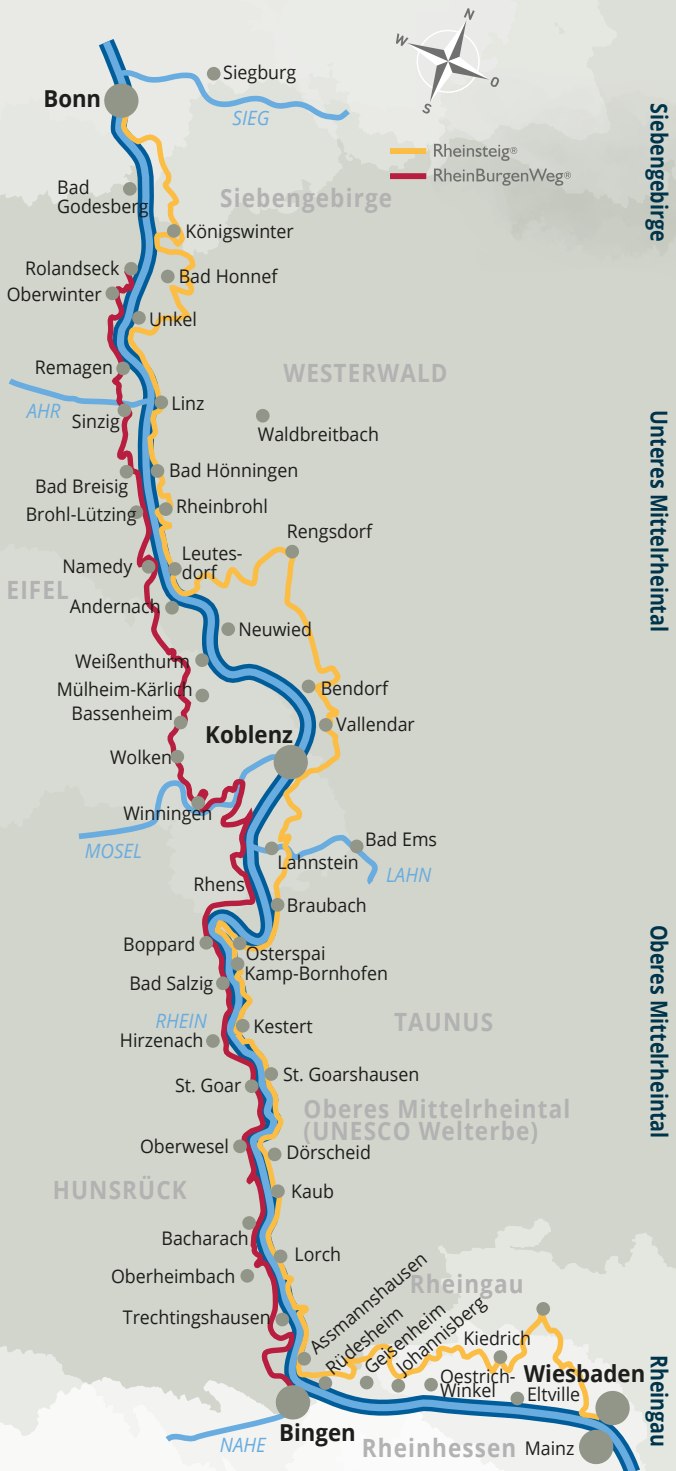 N
W
O
S
Siegburg
Bonn
SIEG
Rheinsteig®
RheinBurgenWeg®
Siebengebirge
Bad
Godesberg
Siebengebirge
Königswinter
Rolandseck
Bad Honnef
Oberwinter
Unkel
Remagen
WESTERWALD
AHR
Linz
Sinzig
Waldbreitbach
Unteres Mittelrheintal
Bad Hönningen
Bad Breisig
Rheinbrohl
Brohl-Lützing
Rengsdorf
Leutes-
dorf
Namedy
EIFEL
Andernach
Neuwied
Weißenthurm
Mülheim-Kärlich
Bendorf
Bassenheim
Vallendar
Koblenz
Wolken
Winningen
MOSEL
Bad Ems
Lahnstein
LAHN
Rhens
Braubach
Boppard
Osterspai
Kamp-Bornhofen
Bad Salzig
Oberes Mittelrheintal
RHEIN
Kestert
TAUNUS
Hirzenach
St. Goarshausen
St. Goar
Oberes Mittelrheintal
(UNESCO Welterbe)
Oberwesel
Dörscheid
HUNSRÜCK
Kaub
Bacharach
Lorch
Oberheimbach
Rheingau
Trechtingshausen
Assmannshausen
Rüdesheim
Geisenheim
Johannisberg
Kiedrich
Oestrich-
Winkel
Wiesbaden
Eltville
Rheingau
Bingen
NAHE
Rheinhessen
Mainz